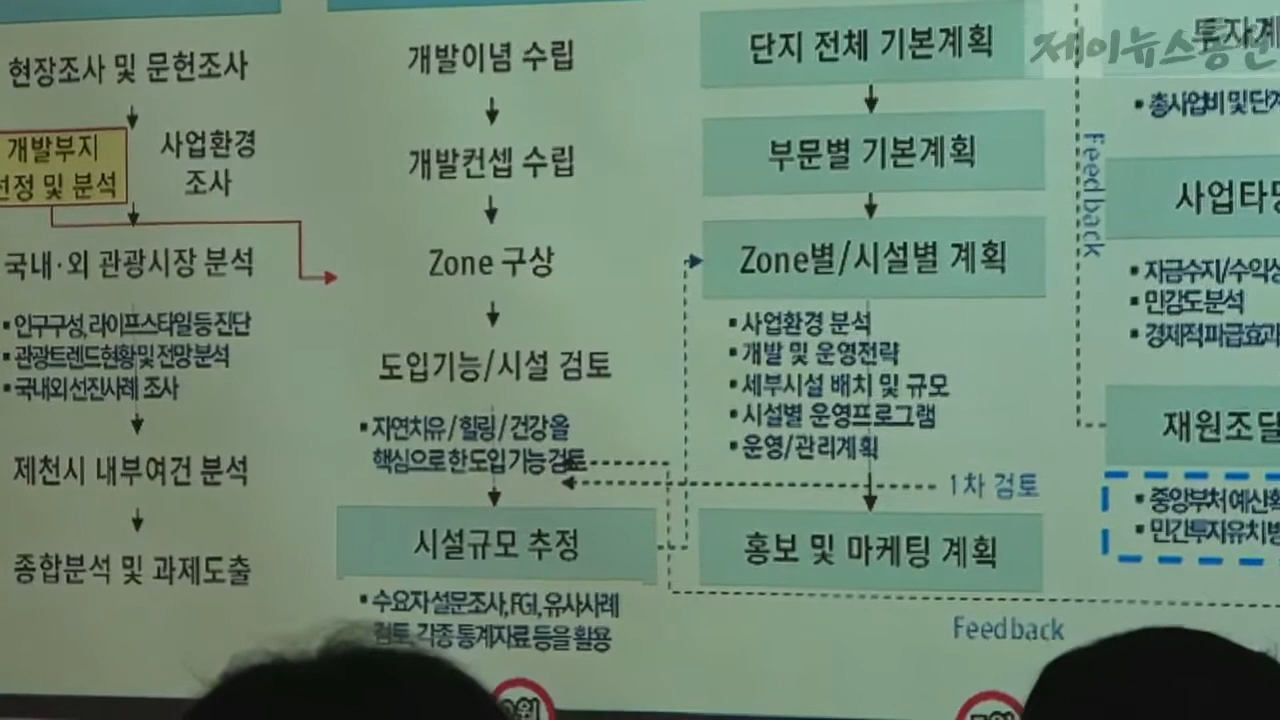 현장조사 및 문헌조사
개발부지
및 분석
사업환경
조사
국내·외 관광시장 분석
▪ 인구구성, 라이프스타일 등 진단
▪ 관광트렌드 현황 및 전망 분석
▪ 국내외 선진사례 조사
제천시 내부여건 분석
종합분석 및 과제도출
개발이념 수립
개발컨셉 수립
Zone 구상
도입기능/시설 검토
▪ 자연치유 / 힐링 / 건강을
핵심으로 한 도입 기능 검토
시설규모 추정
▪ 수요자 설문조사, FGI, 유사사례
검토, 각종 통계자료 등을 활용
단지 전체 기본계획
부문별 기본계획
Zone별/시설별 계획
▪ 사업환경 분석
▪ 개발 및 운영전략
▪ 세부시설 배치 및 규모
▪ 시설별 운영프로그램
▪ 운영/관리계획
1차 검토
홍보 및 마케팅 계획
Feedback
Feedback
제이뉴스통신
투자계
▪ 총사업비 및 단계
사업타당
▪ 자금수지/수익성
▪ 민감도 분석
▪ 경제적 파급효과
재원조달
▪ 중앙부처 예산확
▪ 민간투자유치